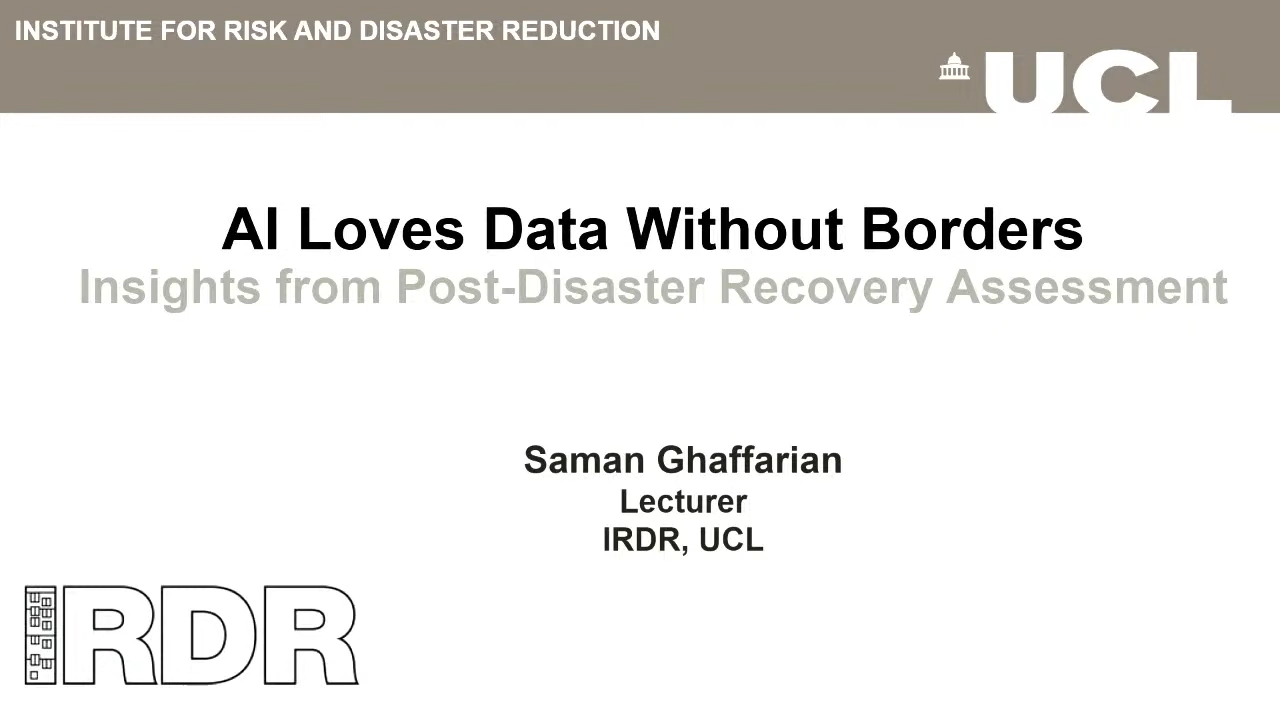 INSTITUTE FOR RISK AND DISASTER REDUCTION
UCL
AI Loves Data Without Borders
Insights from Post-Disaster Recovery Assessment
Saman Ghaffarian
Lecturer
IRDR, UCL
IRDR